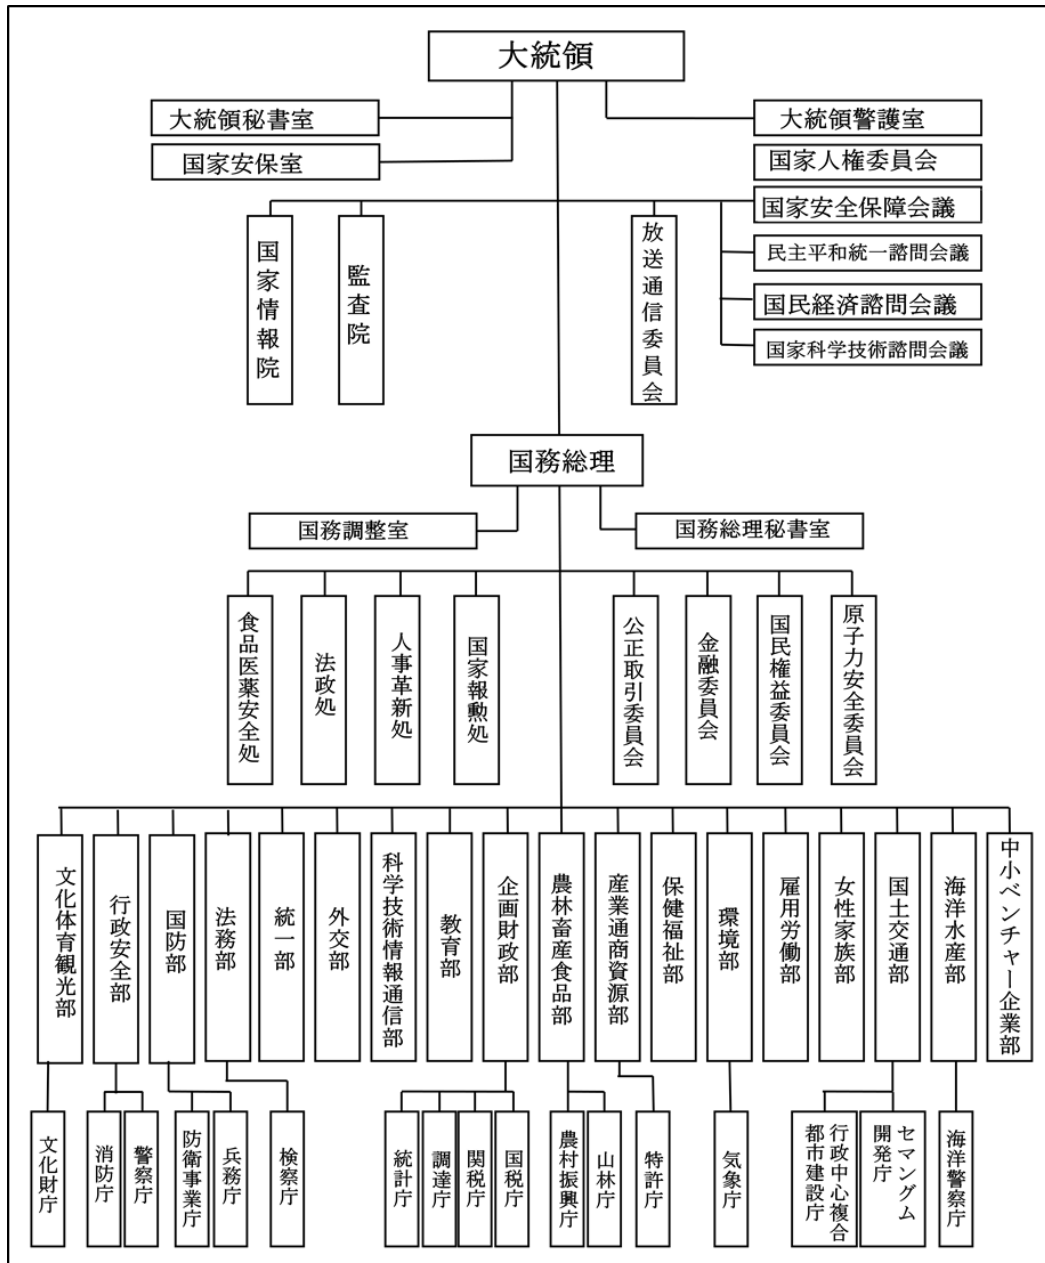 大統領
大統領秘書室
大統領警護室
国家安保室
国家人権委員会
国家安全保障会議
国家情報院
監査院
放送通信委員会
民主平和統一諮問会議
国民経済諮問会議
国家科学技術諮問会議
国務総理
国務調整室
国務総理秘書室
食品医薬安全処
法政処
人事革新処
国家報勲処
公正取引委員会
金融委員会
国民権益委員会
原子力安全委員会
文化体育観光部
行政安全部
国防部
法務部
統一部
外交部
科学技術情報通信部
教育部
企画財政部
農林畜産食品部
産業通商資源部
保健福祉部
環境部
雇用労働部
女性家族部
国土交通部
海洋水産部
中小ベンチャー企業部
文化財庁
消防庁
警察庁
防衛事業庁
兵務庁
検察庁
統計庁
調達庁
関税庁
国税庁
農村振興庁
山林庁
特許庁
気象庁
行政中心複合
都市建設庁
セマングム
開発庁
海洋警察庁